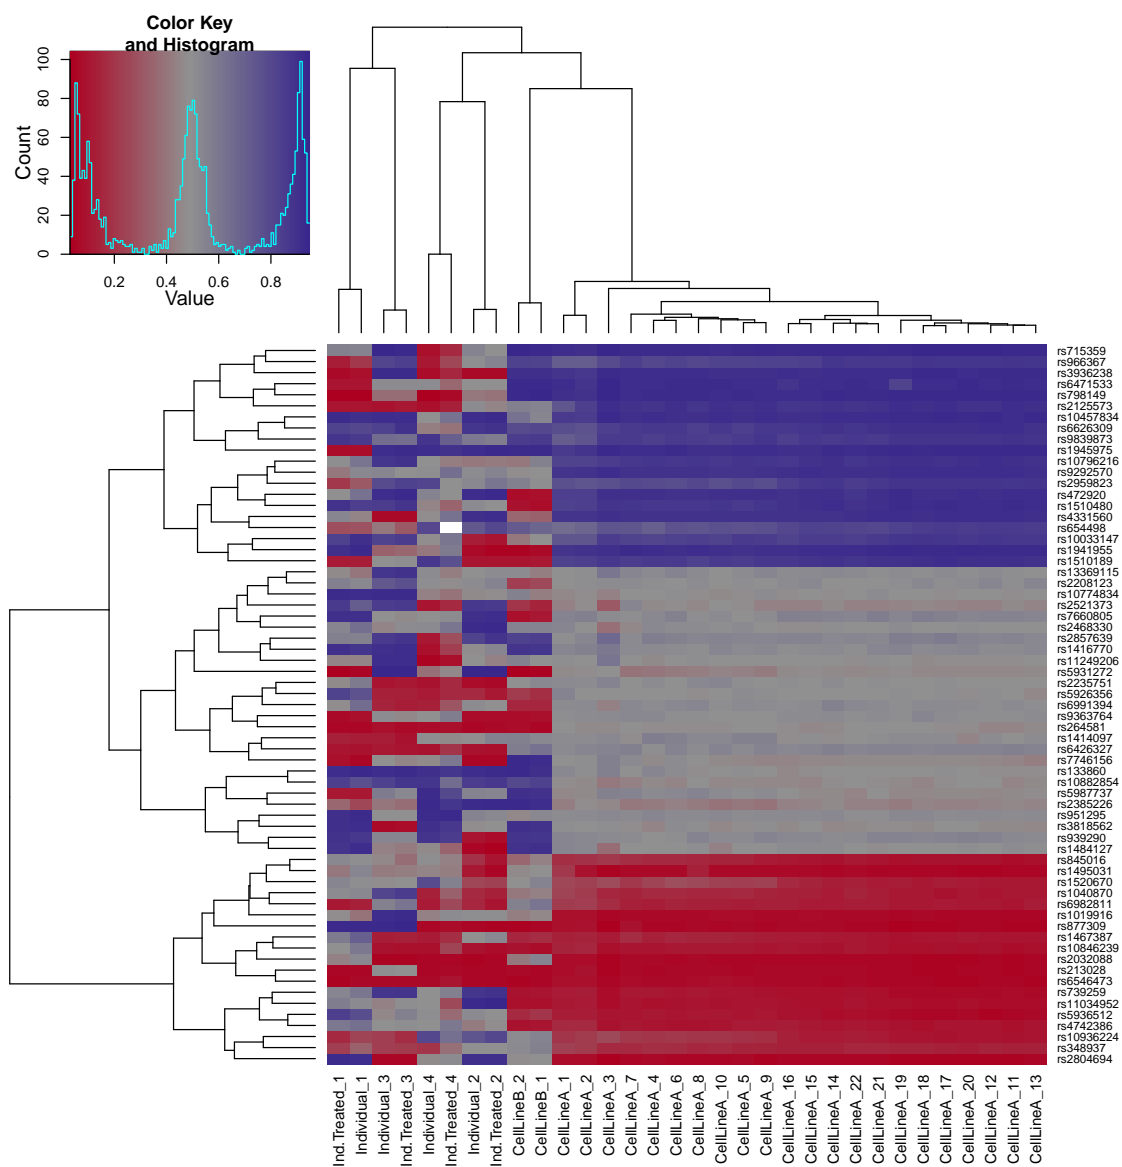 Color Key
and Histogram
Count
0
20
40
60
80
100
0.2 0.4 0.6 0.8
Value
rs715359
rs966367
rs3936238
rs6471533
rs798149
rs2125573
rs10457834
rs6626309
rs9839873
rs1945975
rs10796216
rs9292570
rs2959823
rs472920
rs1510480
rs4331560
rs654498
rs10033147
rs1941955
rs1510189
rs13369115
rs2208123
rs10774834
rs2521373
rs7660805
rs2468330
rs2857639
rs1416770
rs11249206
rs5931272
rs2235751
rs5926356
rs6991394
rs9363764
rs264581
rs1414097
rs6426327
rs7746156
rs133860
rs10882854
rs5987737
rs2385226
rs951295
rs3818562
rs939290
rs1484127
rs845016
rs1495031
rs1520670
rs1040870
rs6982811
rs1019916
rs877309
rs1467387
rs10846239
rs2032088
rs213028
rs6546473
rs739259
rs11034952
rs5936512
rs4742386
rs10936224
rs348937
rs2804694
Ind.Treated_1
Individual_1
Individual_3
Ind.Treated_3
Individual_4
Ind.Treated_4
Individual_2
Ind.Treated_2
CellLineB_2
CellLineB_1
CellLineA_1
CellLineA_2
CellLineA_3
CellLineA_7
CellLineA_4
CellLineA_6
CellLineA_8
CellLineA_10
CellLineA_5
CellLineA_9
CellLineA_16
CellLineA_15
CellLineA_14
CellLineA_22
CellLineA_21
CellLineA_19
CellLineA_18
CellLineA_17
CellLineA_20
CellLineA_12
CellLineA_11
CellLineA_13